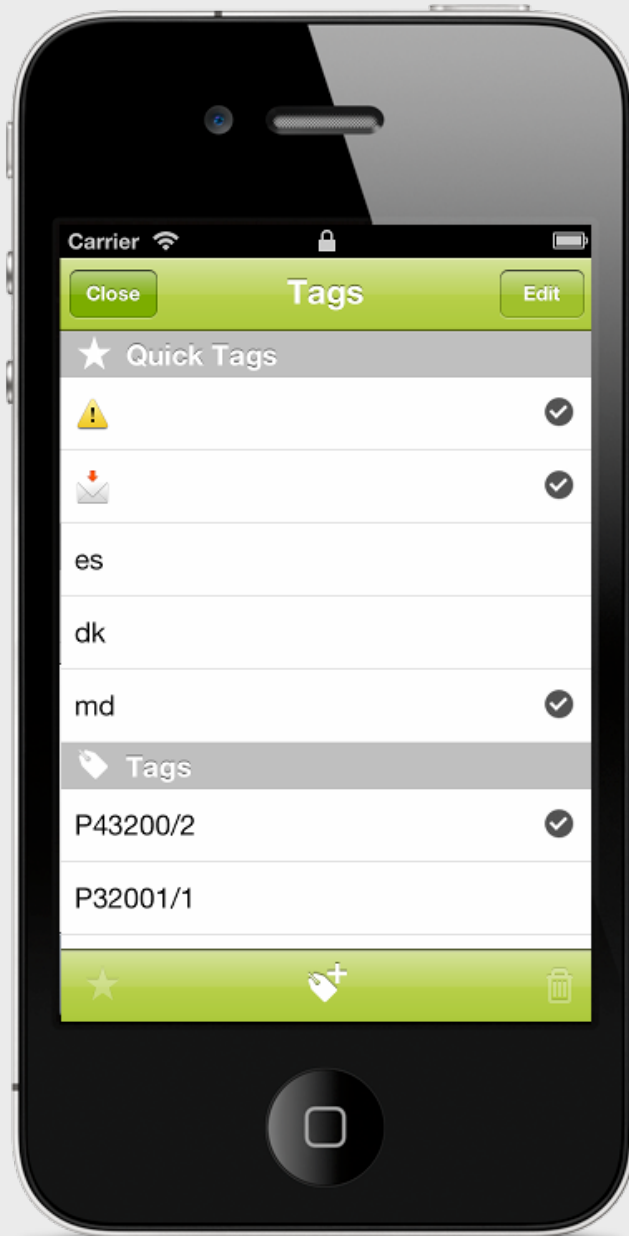 Carrier
Close Tags Edit
Quick Tags
es
dk
md
Tags
P43200/2
P32001/1